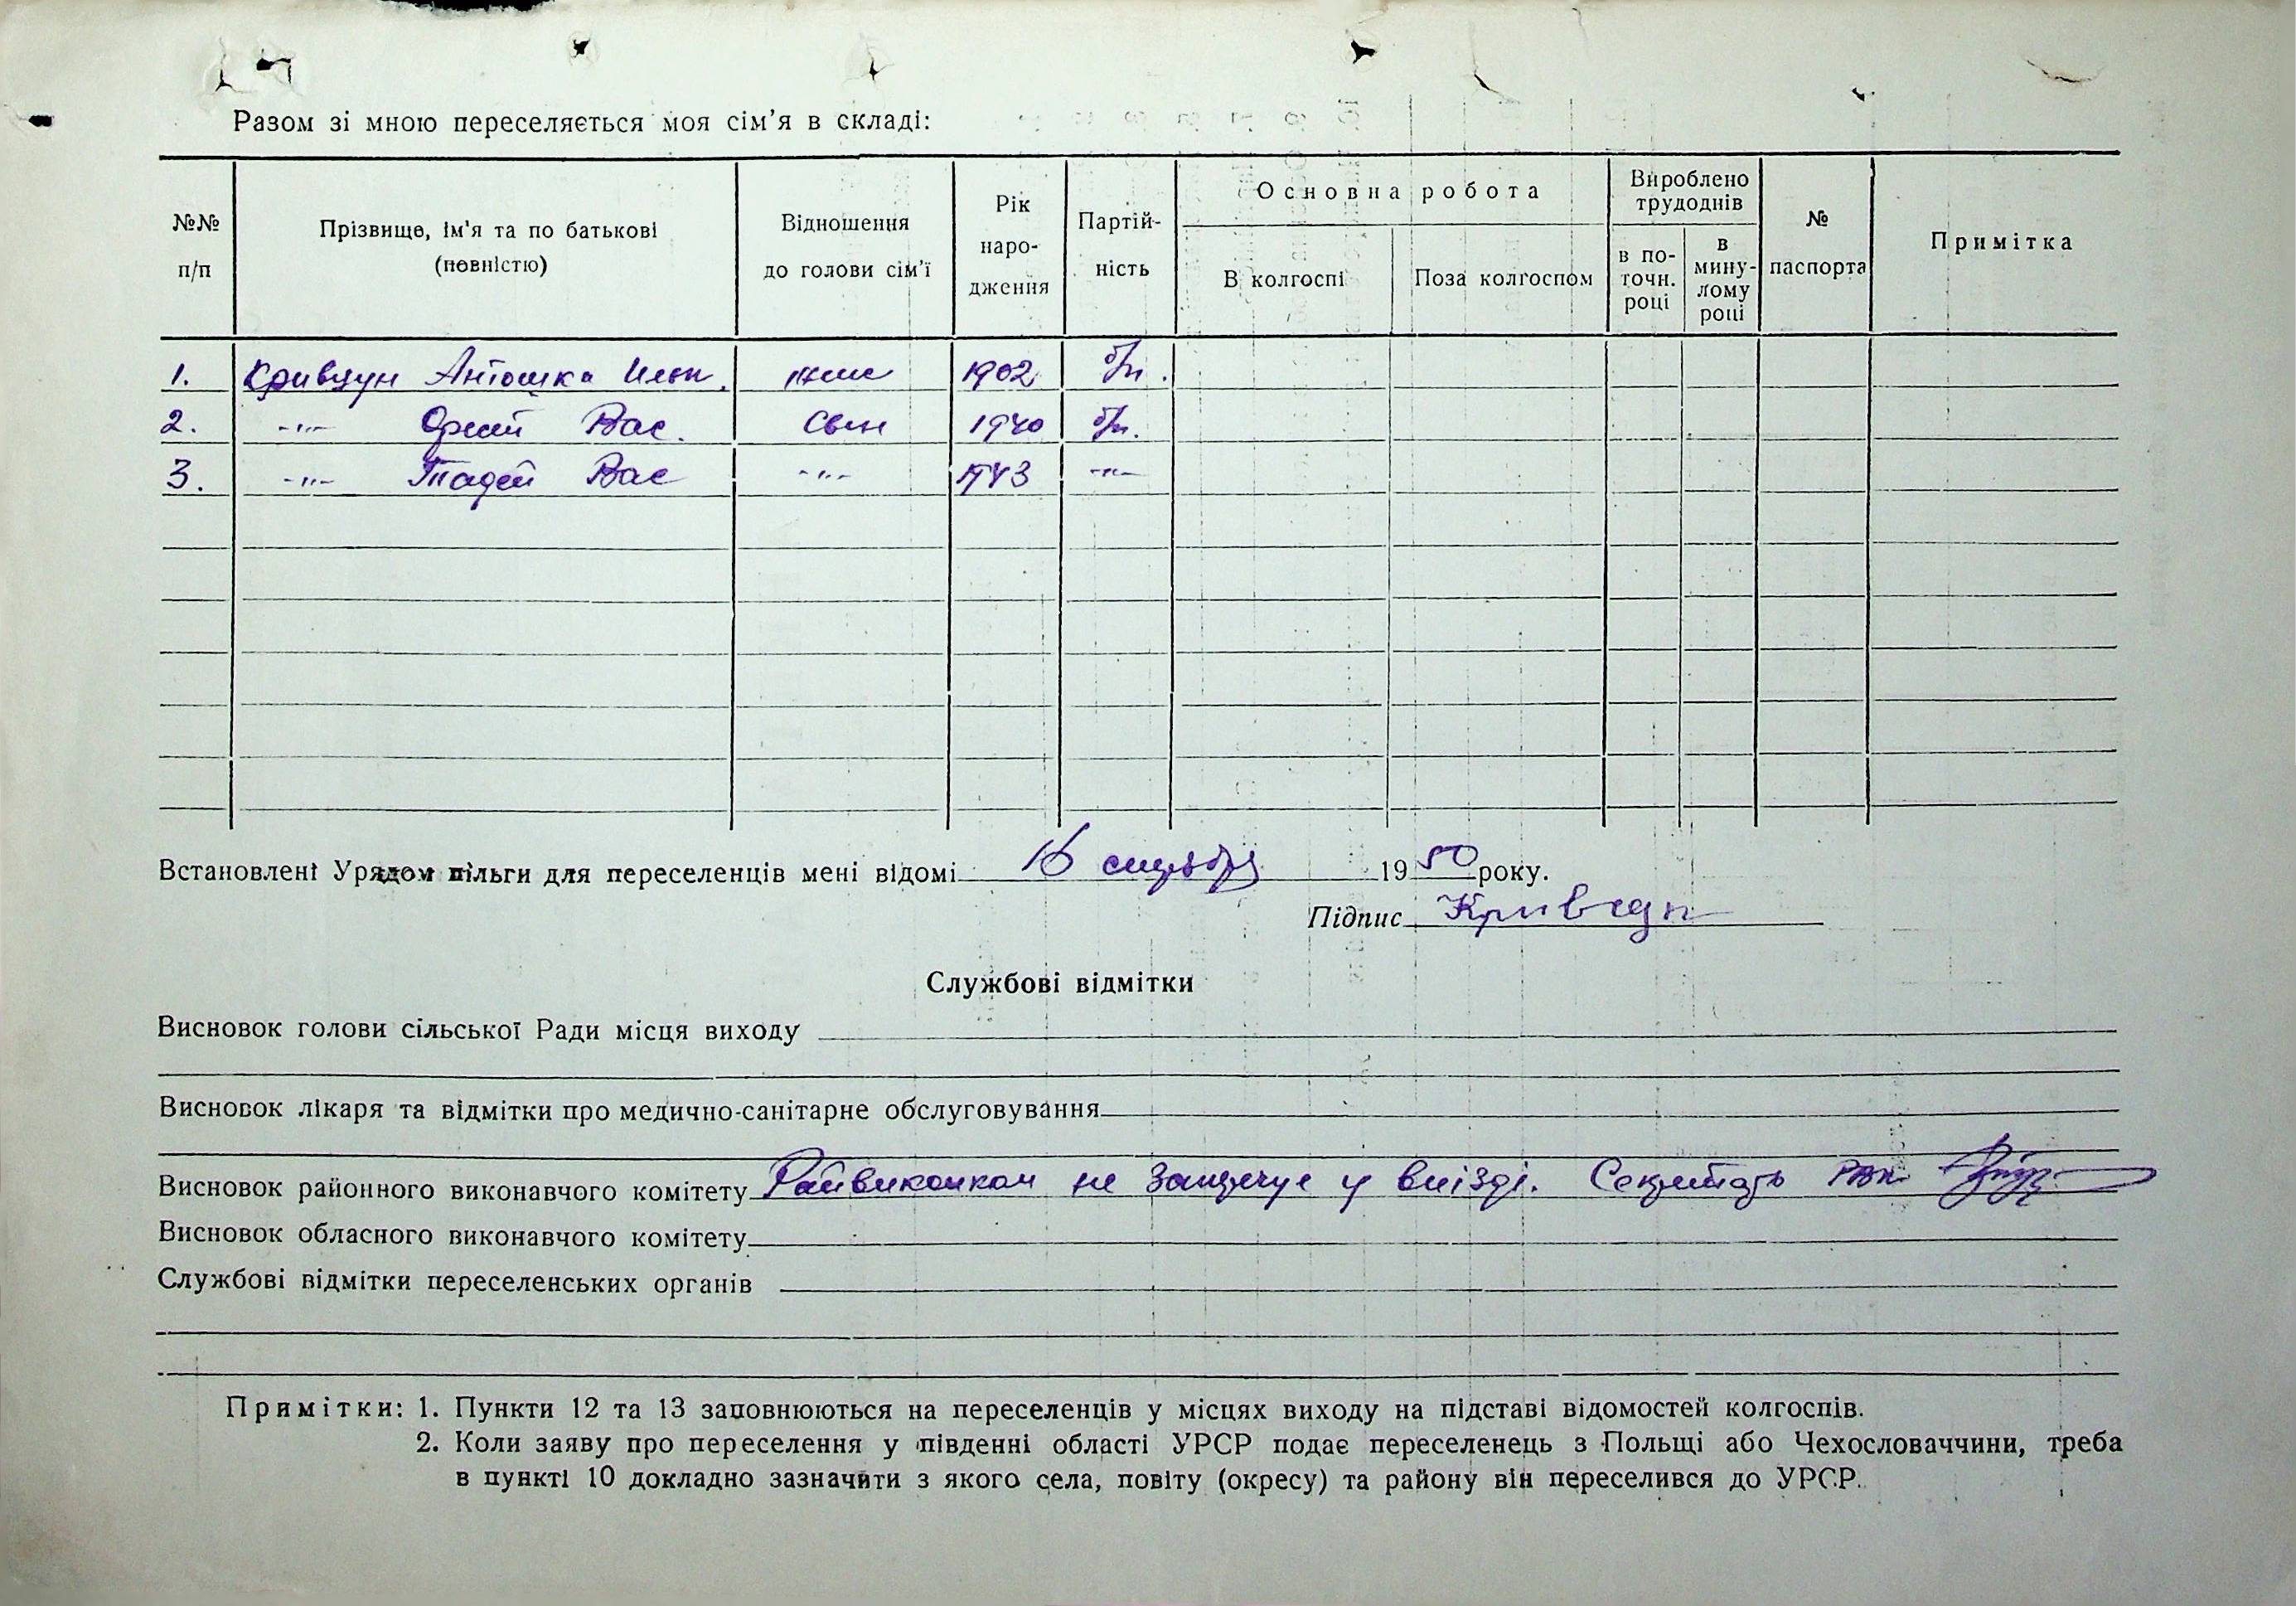 Разом зі мною переселяється моя сім'я в складі:
№№ п/п
Прізвище, ім'я та по батькові (повністю)
Відношення до голови сім'ї
Рік народження
Партійність
Основна робота
В колгоспі
Поза колгоспом
Вироблено трудоднів
в поточн. році
в минулому році
№ паспорта
Примітка
1. Кривцун 1902 б/п.
2. -"- Вас. 1940 б/п.
3. -"- Тадей Вас -"- 1943 -"-
Встановлені Урядом пільги для переселенців мені відомі 16 1950 року.
Підпис Кривцун
Службові відмітки
Висновок голови сільської Ради місця виходу
Висновок лікаря та відмітки про медично-санітарне обслуговування
Висновок районного виконавчого комітету Райвиконком не заперечує у виїзді. Секретарь РВК
Висновок обласного виконавчого комітету
Службові відмітки переселенських органів
Примітки: 1. Пункти 12 та 13 заповнюються на переселенців у місцях виходу на підставі відомостей колгоспів.
2. Коли заяву про переселення у південні області УРСР подає переселенець з Польщі або Чехословаччини, треба
в пункті 10 докладно зазначити з якого села, повіту (окресу) та району він переселився до УРСР.